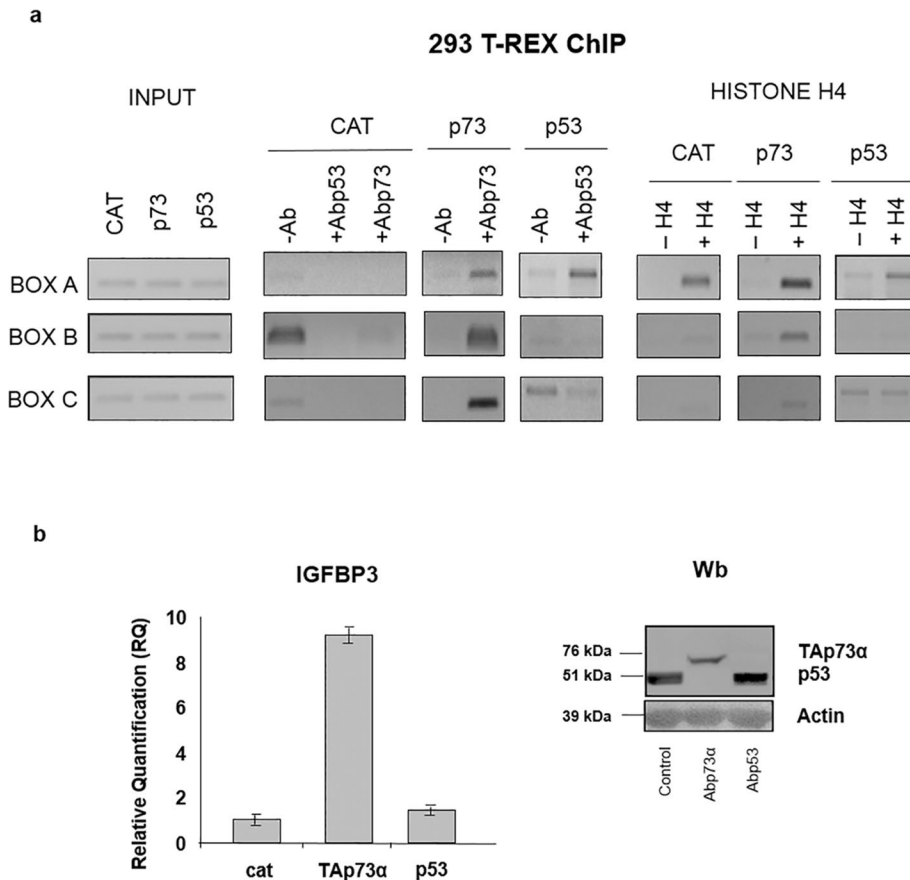 a
293 T-REX ChIP
INPUT
HISTONE H4
CAT p73 p53
CAT p73 p53
CAT p73 p53
-Ab +Abp53 +Abp73 -Ab +Abp73 -Ab +Abp53
– H4 + H4 – H4 + H4 – H4 + H4
BOX A
BOX B
BOX C
b
IGFBP3
Wb
Relative Quantification (RQ)
10
8
6
4
2
0
cat TAp73α p53
76 kDa TAp73α
51 kDa p53
39 kDa Actin
Control Abp73α Abp53